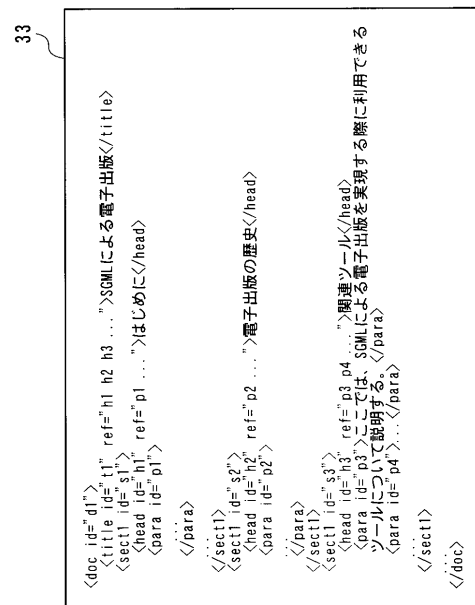 33
<doc id="d1">
<title id="t1" ref="h1 h2 h3 ...">SGMLによる電子出版</title>
<sect1 id="s1">
<head id="h1" ref="p1 ...">はじめに</head>
<para id="p1">
...
</para>
...
</sect1>
<sect1 id="s2">
<head id="h2" ref="p2 ...">電子出版の歴史</head>
<para id="p2">
...
</para>
</sect1>
<sect1 id="s3">
<head id="h3" ref="p3 p4 ...">関連ツール</head>
<para id="p3">ここでは、SGMLによる電子出版を実現する際に利用できる
ツールについて説明する。</para>
<para id="p4">...</para>
...
</sect1>
...
</doc>